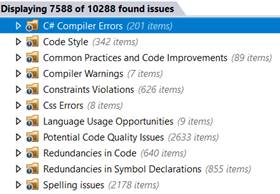 Displaying 7588 of 10288 found issues
C# Compiler Errors (201 items)
Code Style (342 items)
Common Practices and Code Improvements (89 items)
Compiler Warnings (7 items)
Constraints Violations (626 items)
Css Errors (8 items)
Language Usage Opportunities (9 items)
Potential Code Quality Issues (2633 items)
Redundancies in Code (640 items)
Redundancies in Symbol Declarations (855 items)
Spelling issues (2178 items)